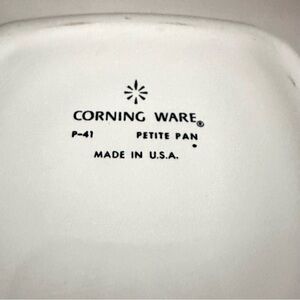 CORNING WARE®
P-41 PETITE PAN
MADE IN U.S.A.